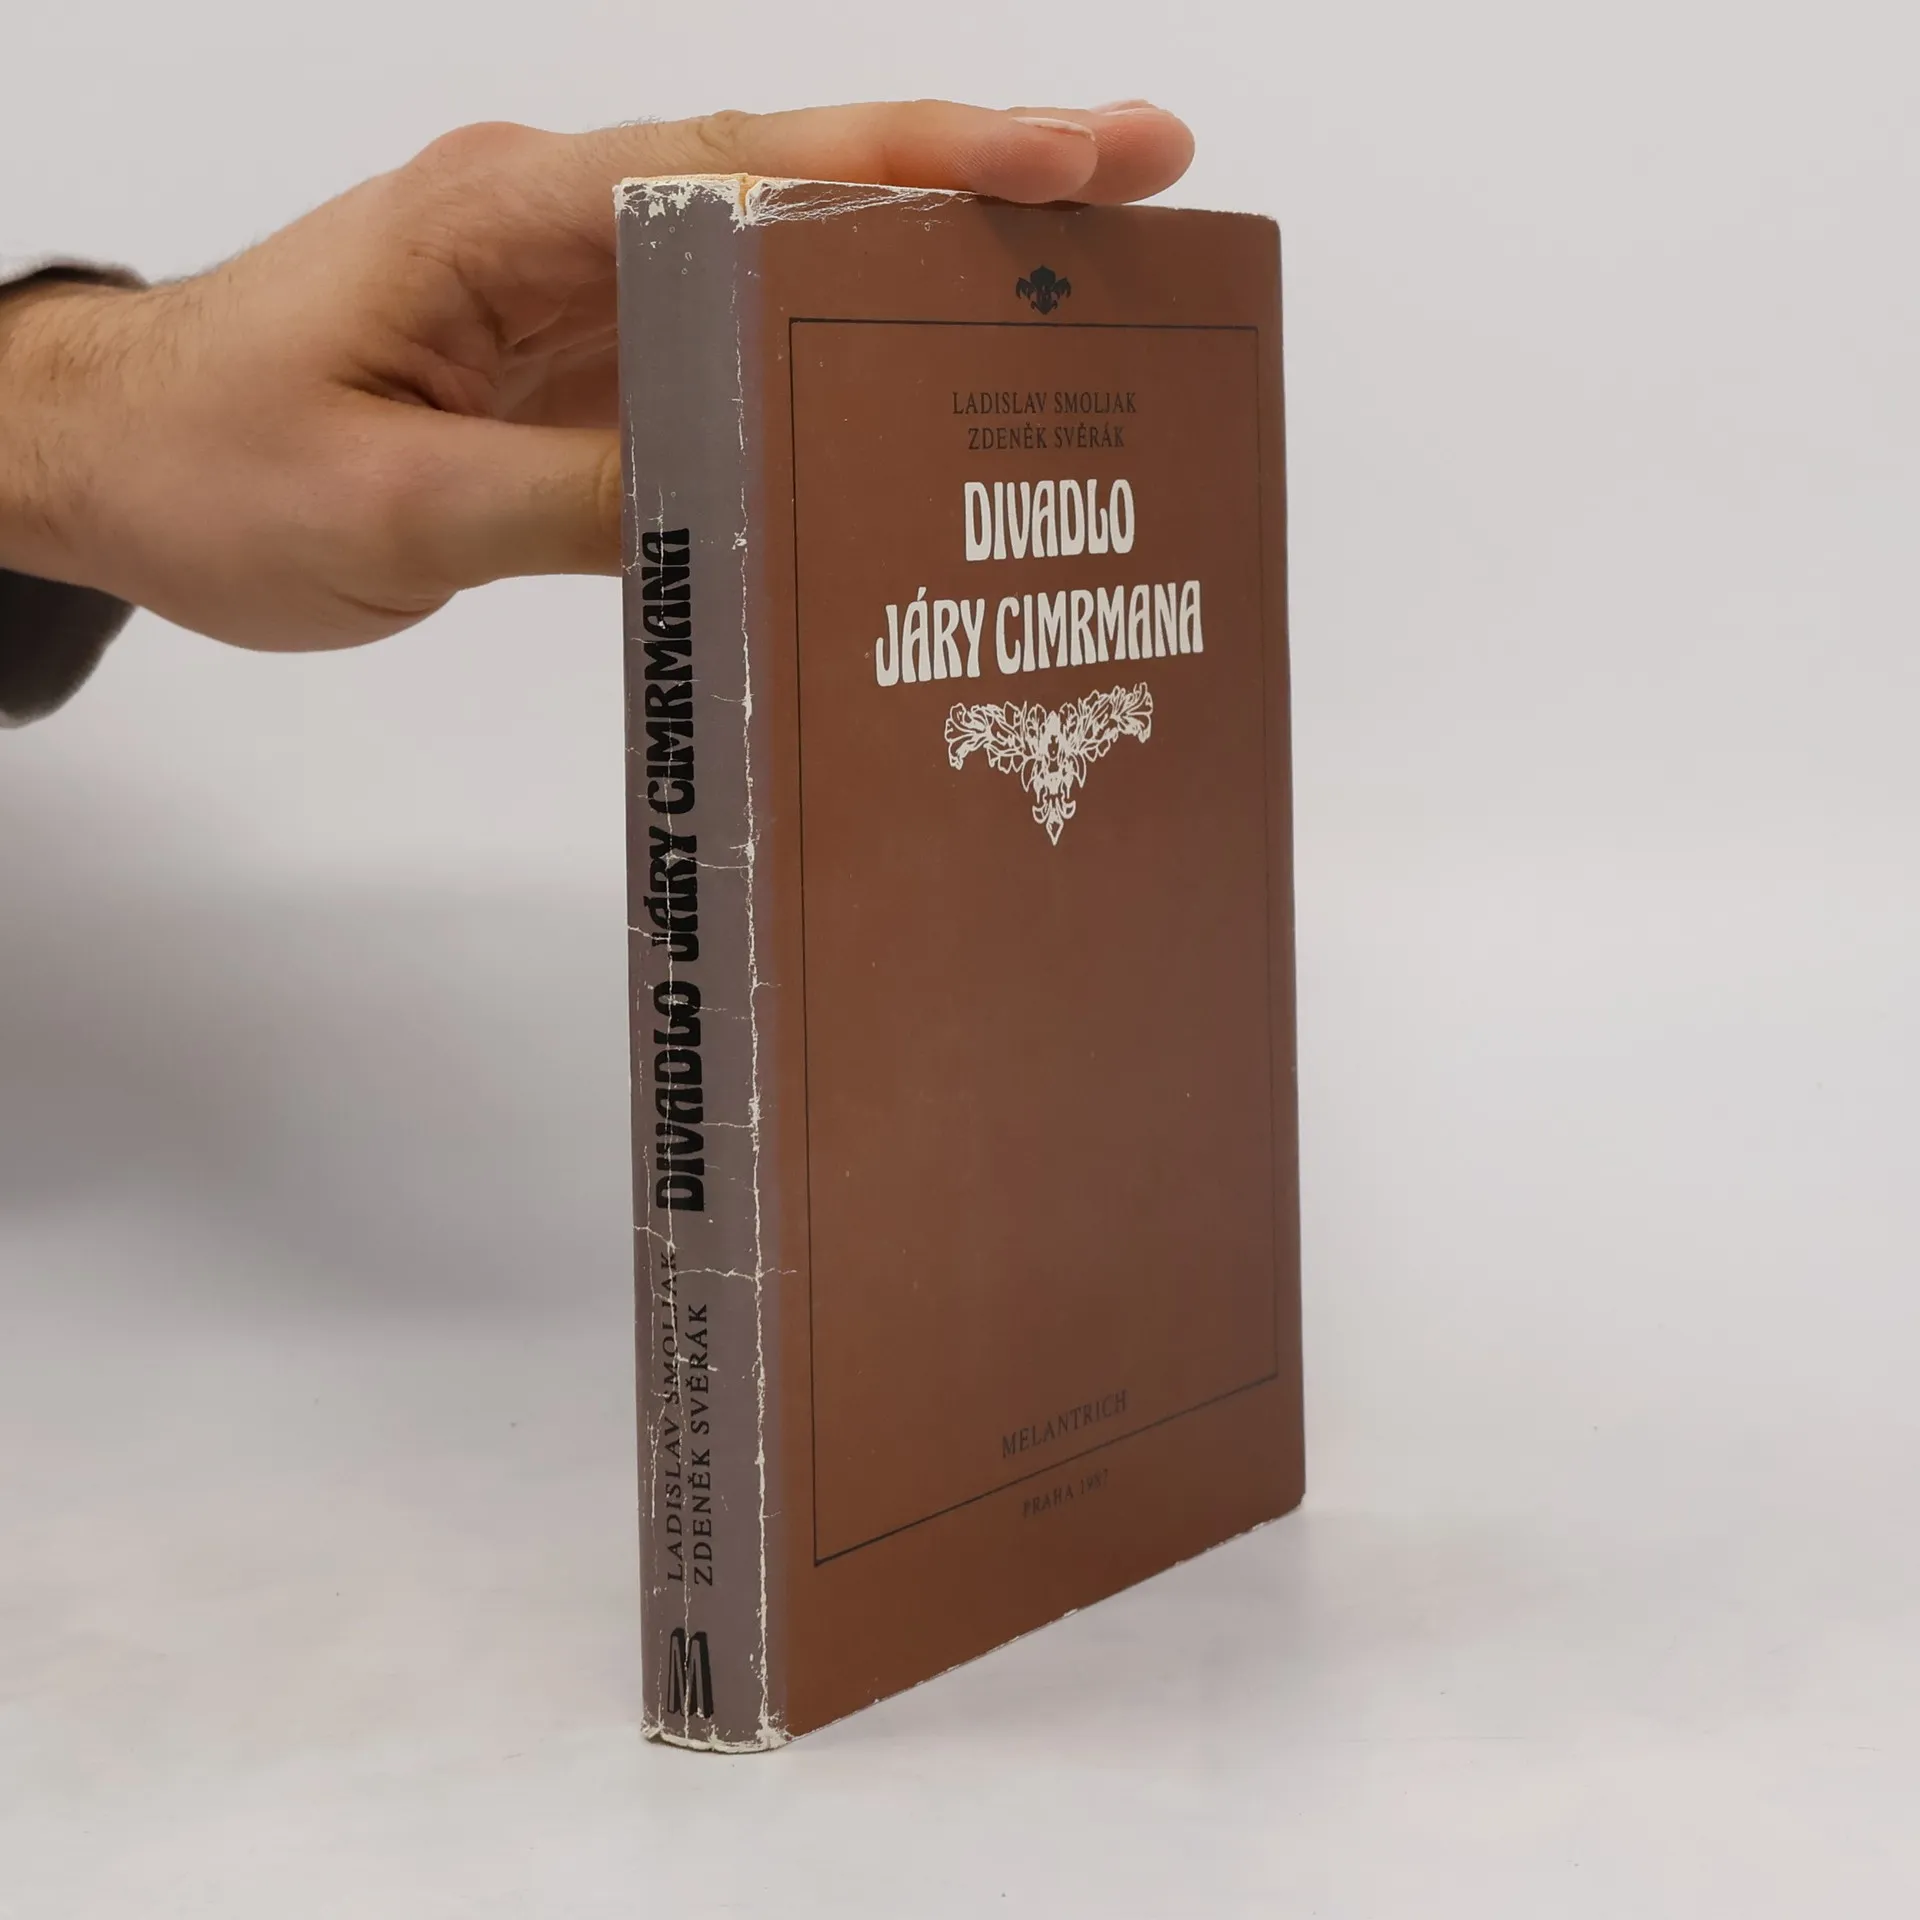 LADISLAV SMOLJAK
ZDENĚK SVĚRÁK
DIVADLO
JÁRY CIMRMANA
MELANTRICH
PRAHA 1987
LADISLAV SMOLJAK
ZDENĚK SVĚRÁK
DIVADLO JÁRY CIMRMANA
M